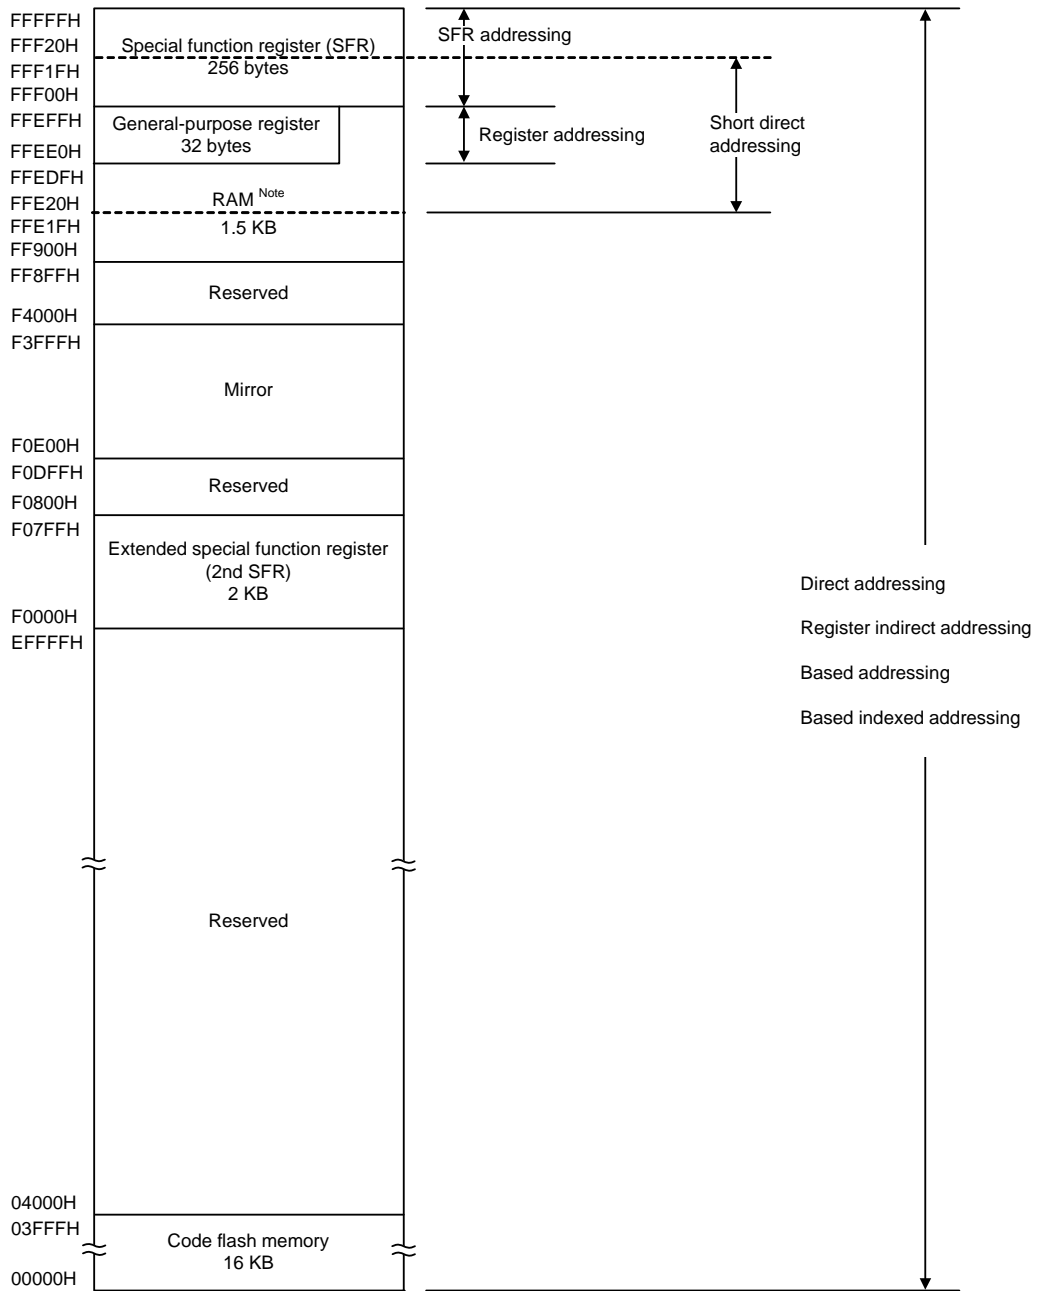 FFFFFH
SFR addressing
FFF20H
Special function register (SFR)
256 bytes
FFF1FH
FFF00H
FFEFFH
General-purpose register
32 bytes
Register addressing
Short direct
addressing
FFEE0H
FFEDFH
FFE20H
RAM Note
FFE1FH
1.5 KB
FF900H
FF8FFH
Reserved
F4000H
F3FFFH
Mirror
F0E00H
F0DFFH
Reserved
F0800H
F07FFH
Extended special function register
(2nd SFR)
2 KB
Direct addressing
F0000H
Register indirect addressing
EFFFFH
Based addressing
Based indexed addressing
Reserved
04000H
03FFFH
Code flash memory
16 KB
00000H